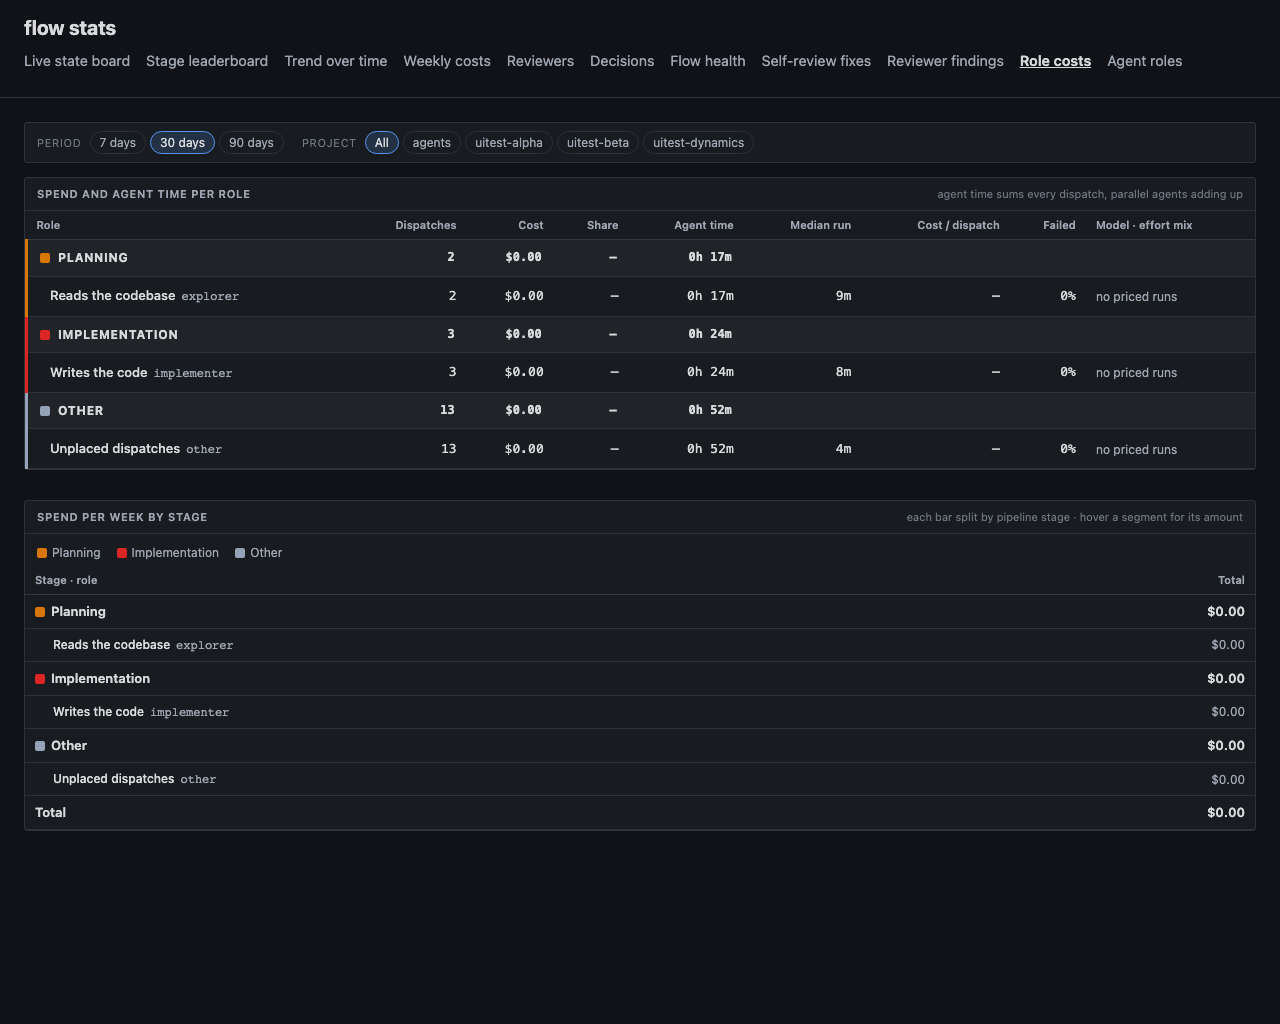 flow stats
Live state board Stage leaderboard Trend over time Weekly costs Reviewers Decisions Flow health Self-review fixes Reviewer findings Role costs Agent roles
PERIOD 7 days 30 days 90 days PROJECT All agents uitest-alpha uitest-beta uitest-dynamics
SPEND AND AGENT TIME PER ROLE agent time sums every dispatch, parallel agents adding up
Role Dispatches Cost Share Agent time Median run Cost / dispatch Failed Model · effort mix
PLANNING 2 $0.00 — 0h 17m
Reads the codebase explorer 2 $0.00 — 0h 17m 9m — 0% no priced runs
IMPLEMENTATION 3 $0.00 — 0h 24m
Writes the code implementer 3 $0.00 — 0h 24m 8m — 0% no priced runs
OTHER 13 $0.00 — 0h 52m
Unplaced dispatches other 13 $0.00 — 0h 52m 4m — 0% no priced runs
SPEND PER WEEK BY STAGE each bar split by pipeline stage · hover a segment for its amount
Planning Implementation Other
Stage · role Total
Planning $0.00
Reads the codebase explorer $0.00
Implementation $0.00
Writes the code implementer $0.00
Other $0.00
Unplaced dispatches other $0.00
Total $0.00